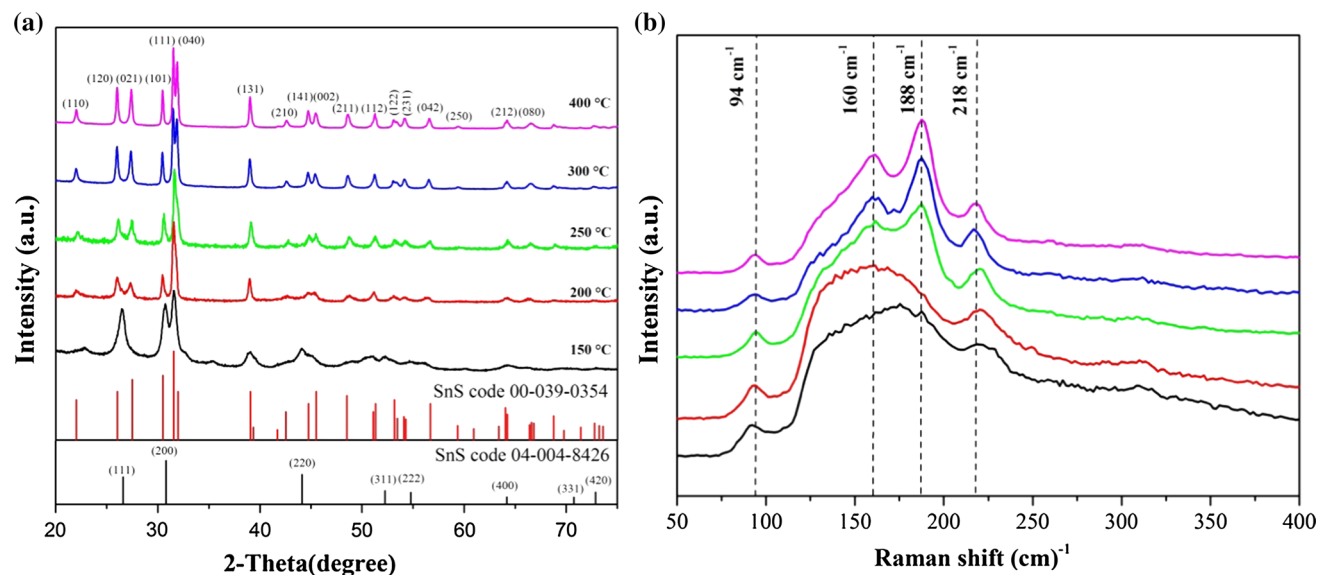 (a)
(111) (040)
(120) (021) (101)
(110)
(131)
(210)
(141)(002)
(211) (112)
(122)
(231)
(042)
(250)
(212) (080)
400 °C
300 °C
250 °C
200 °C
150 °C
SnS code 00-039-0354
SnS code 04-004-8426
(111)
(200)
(220)
(311) (222)
(400)
(331)
(420)
20 30 40 50 60 70
2-Theta(degree)
Intensity (a.u.)
(b)
94 cm-1
160 cm-1
188 cm-1
218 cm-1
50 100 150 200 250 300 350 400
Raman shift (cm)-1
Intensity (a.u.)